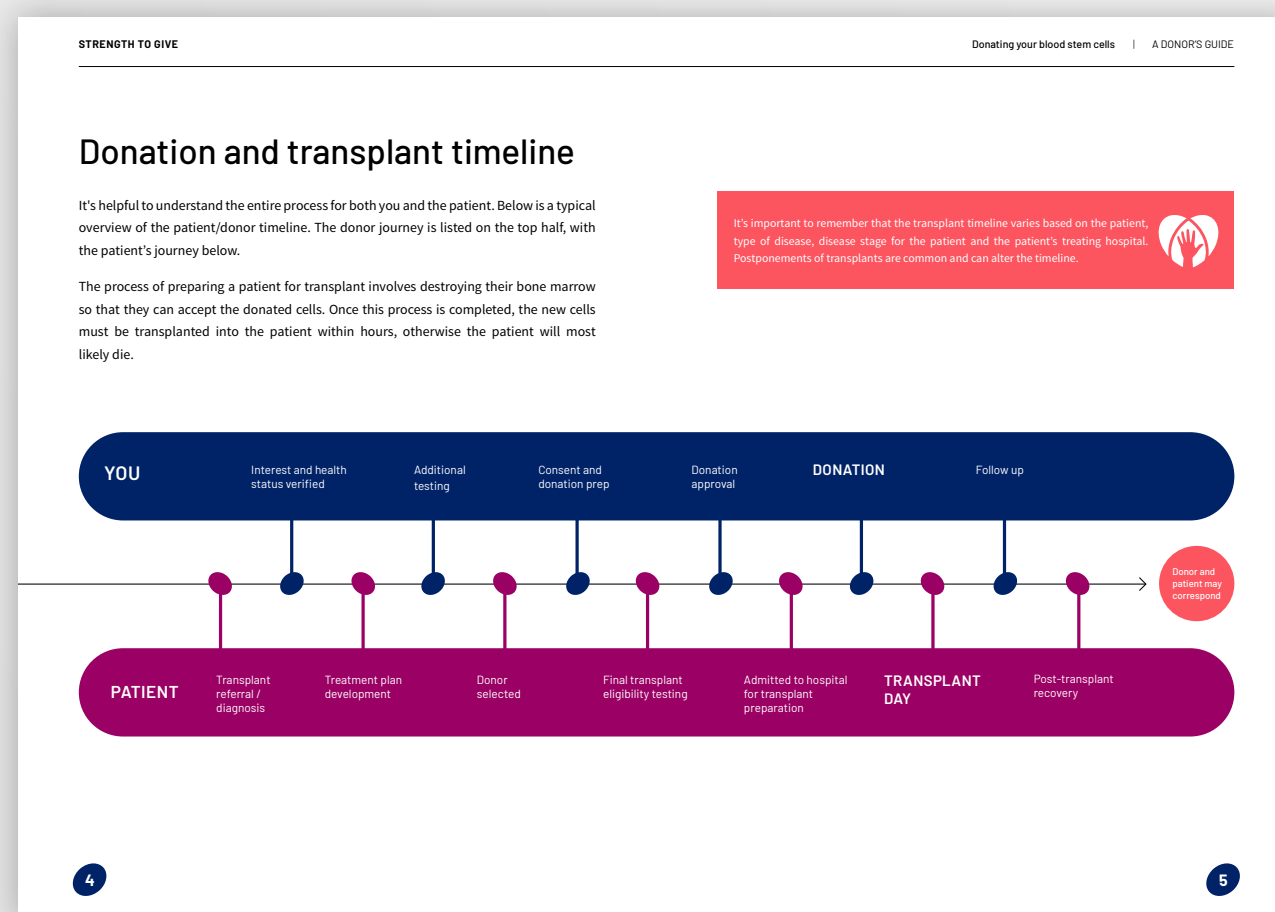 STRENGTH TO GIVE
Donating your blood stem cells | A DONOR'S GUIDE
Donation and transplant timeline
It's helpful to understand the entire process for both you and the patient. Below is a typical
overview of the patient/donor timeline. The donor journey is listed on the top half, with
the patient's journey below.
The process of preparing a patient for transplant involves destroying their bone marrow
so that they can accept the donated cells. Once this process is completed, the new cells
must be transplanted into the patient within hours, otherwise the patient will most
likely die.
It's important to remember that the transplant timeline varies based on the patient,
type of disease, disease stage for the patient and the patient's treating hospital.
Postponements of transplants are common and can alter the timeline.
YOU
Interest and health
status verified
Additional
testing
Consent and
donation prep
Donation
approval
DONATION
Follow up
Donor and
patient may
correspond
PATIENT
Transplant
referral /
diagnosis
Treatment plan
development
Donor
selected
Final transplant
eligibility testing
Admitted to hospital
for transplant
preparation
TRANSPLANT
DAY
Post-transplant
recovery
4
5